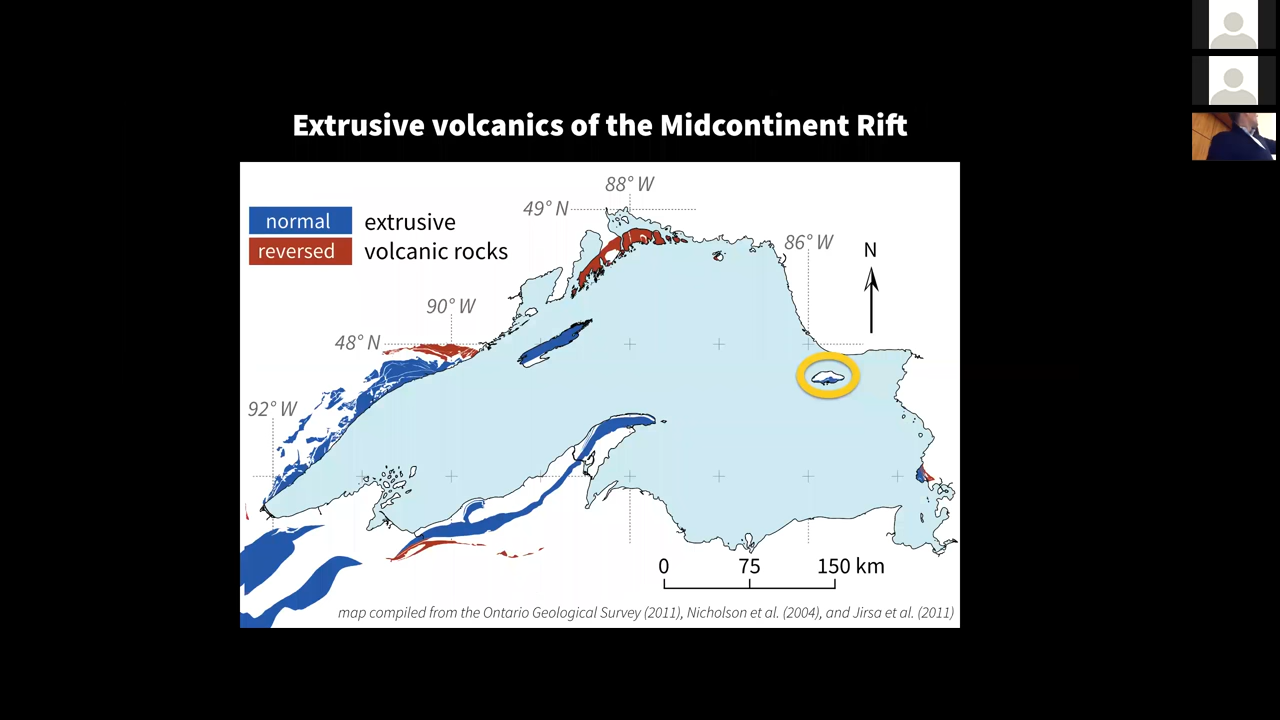 Extrusive volcanics of the Midcontinent Rift
88° W
49° N
normal
extrusive
reversed
volcanic rocks
86° W
N
90° W
48° N
92° W
0
75
150 km
map compiled from the Ontario Geological Survey (2011), Nicholson et al. (2004), and Jirsa et al. (2011)